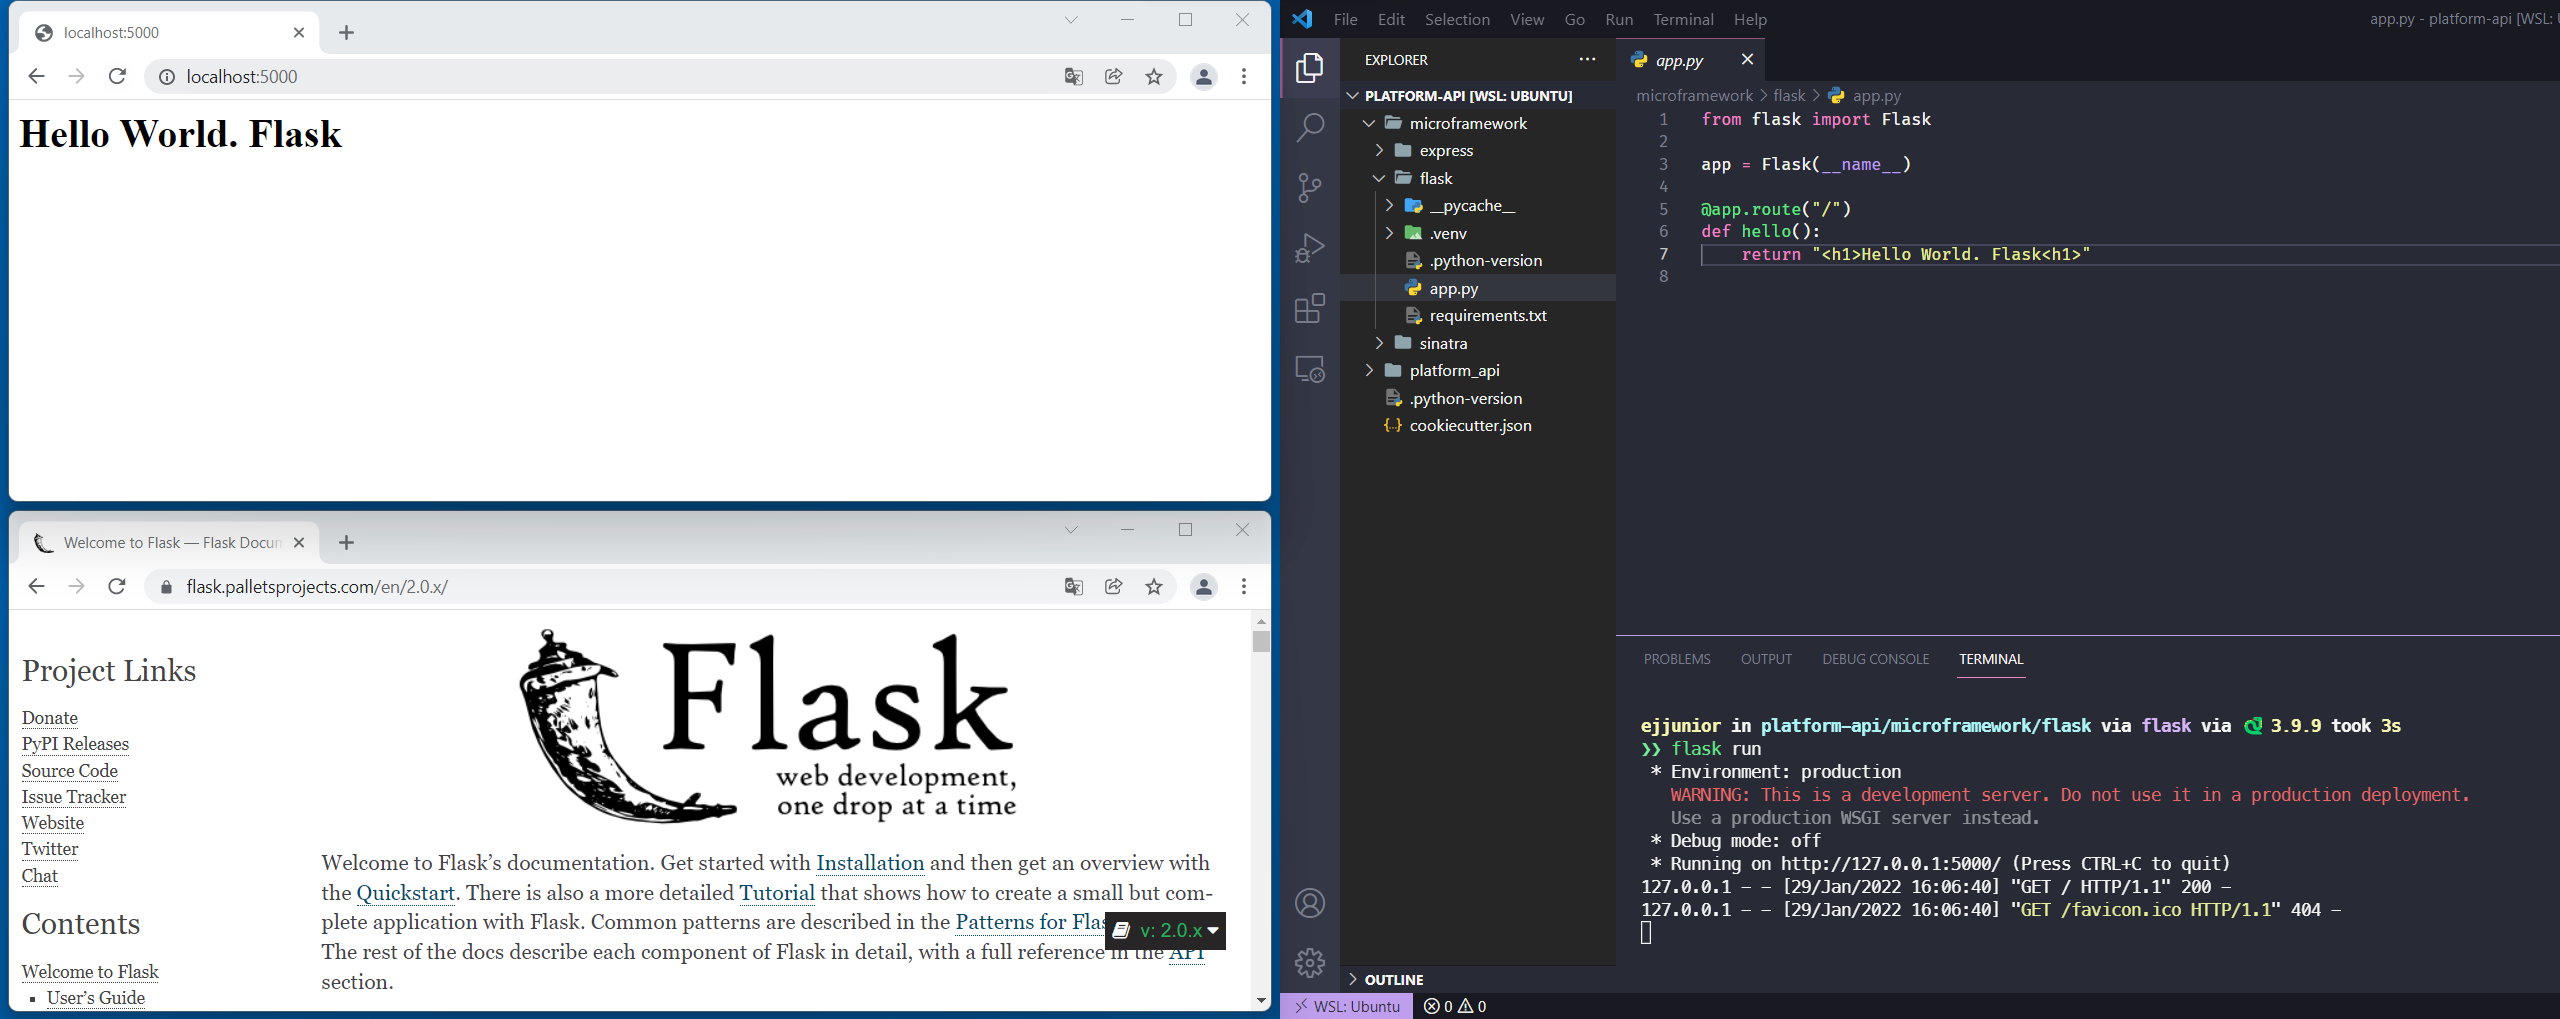 localhost:5000
localhost:5000
Hello World. Flask
Welcome to Flask — Flask Docum
flask.palletsprojects.com/en/2.0.x/
Project Links
Donate
PyPI Releases
Source Code
Issue Tracker
Website
Twitter
Chat
Contents
Welcome to Flask
User's Guide
Flask
web development,
one drop at a time
Welcome to Flask's documentation. Get started with Installation and then get an overview with
the Quickstart. There is also a more detailed Tutorial that shows how to create a small but com-
plete application with Flask. Common patterns are described in the Patterns for Flas
The rest of the docs describe each component of Flask in detail, with a full reference in the API
section.
v: 2.0.x
File Edit Selection View Go Run Terminal Help
app.py - platform-api [WSL: U
EXPLORER
PLATFORM-API [WSL: UBUNTU]
microframework
express
flask
__pycache__
.venv
.python-version
app.py
requirements.txt
sinatra
platform_api
.python-version
cookiecutter.json
OUTLINE
app.py
microframework > flask > app.py
1 from flask import Flask
2
3 app = Flask(__name__)
4
5 @app.route("/")
6 def hello():
7 return "<h1>Hello World. Flask<h1>"
8
PROBLEMS OUTPUT DEBUG CONSOLE TERMINAL
ejjunior in platform-api/microframework/flask via flask via 3.9.9 took 3s
❯❯ flask run
* Environment: production
WARNING: This is a development server. Do not use it in a production deployment.
Use a production WSGI server instead.
* Debug mode: off
* Running on http://127.0.0.1:5000/ (Press CTRL+C to quit)
127.0.0.1 - - [29/Jan/2022 16:06:40] "GET / HTTP/1.1" 200 -
127.0.0.1 - - [29/Jan/2022 16:06:40] "GET /favicon.ico HTTP/1.1" 404 -
WSL: Ubuntu 0 0